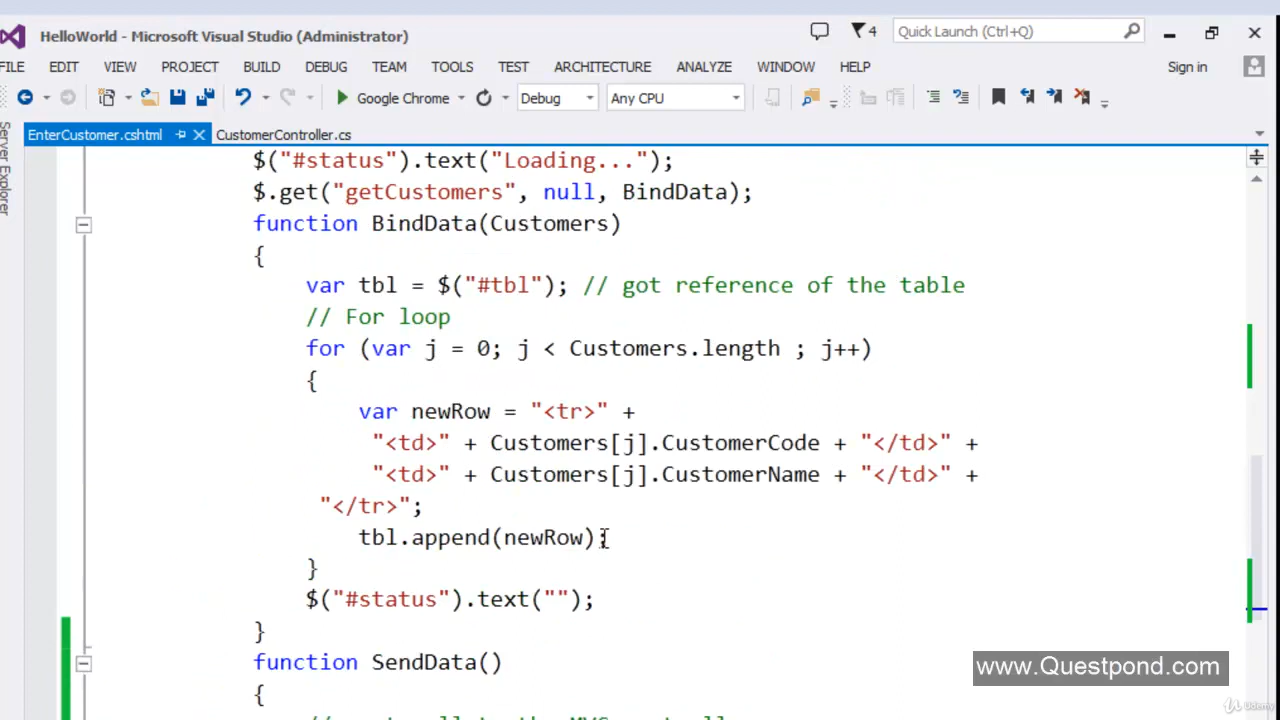 HelloWorld - Microsoft Visual Studio (Administrator)
4
Quick Launch (Ctrl+Q)
FILE EDIT VIEW PROJECT BUILD DEBUG TEAM TOOLS TEST ARCHITECTURE ANALYZE WINDOW HELP
Sign in
Google Chrome
Debug
Any CPU
Server Explorer
EnterCustomer.cshtml
CustomerController.cs
$("#status").text("Loading...");
$.get("getCustomers", null, BindData);
function BindData(Customers)
{
var tbl = $("#tbl"); // got reference of the table
// For loop
for (var j = 0; j < Customers.length ; j++)
{
var newRow = "<tr>" +
"<td>" + Customers[j].CustomerCode + "</td>" +
"<td>" + Customers[j].CustomerName + "</td>" +
"</tr>";
tbl.append(newRow);
}
$("#status").text("");
}
function SendData()
{
www.Questpond.com
Udemy